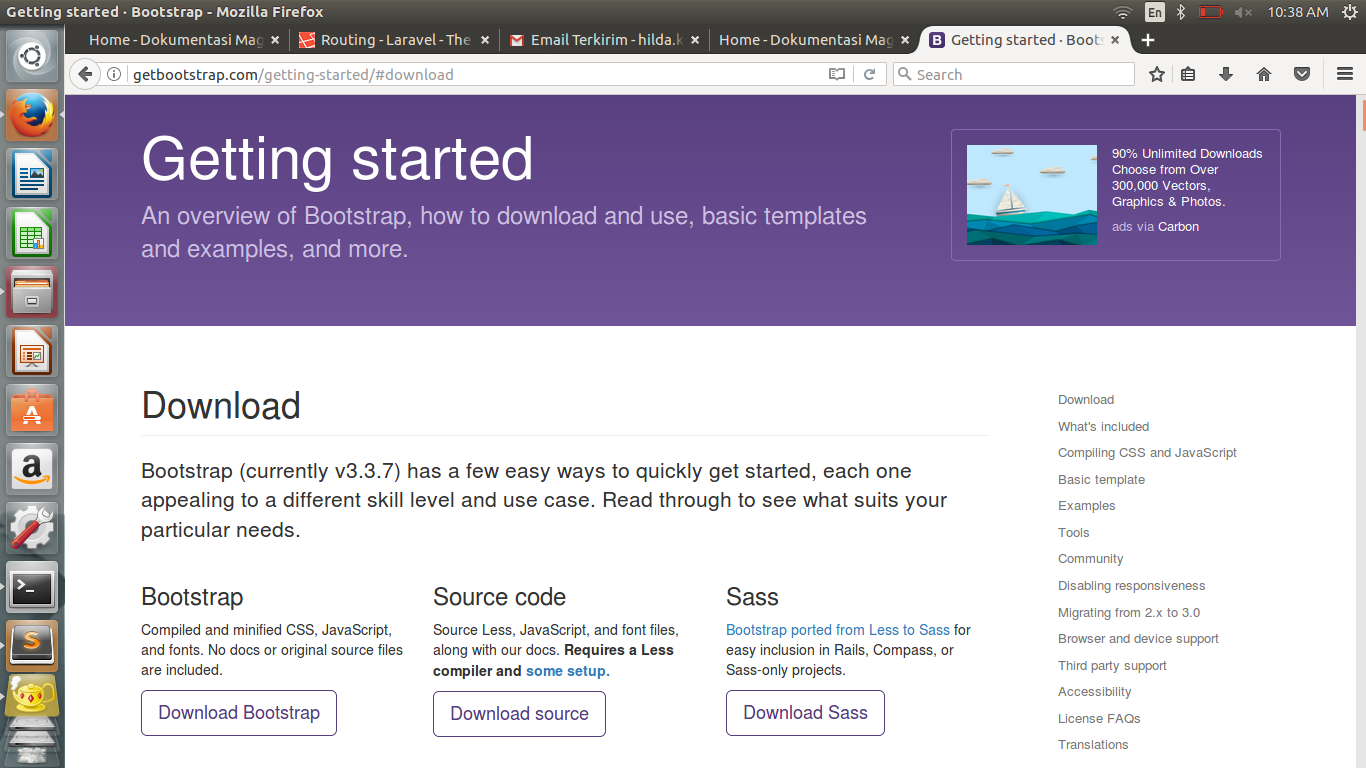 Getting started · Bootstrap - Mozilla Firefox
En
10:38 AM
Home - Dokumentasi Mag
Routing - Laravel - The
Email Terkirim - hilda.k
Home - Dokumentasi Mag
Getting started · Boots
getbootstrap.com/getting-started/#download
Search
Getting started
An overview of Bootstrap, how to download and use, basic templates
and examples, and more.
90% Unlimited Downloads
Choose from Over
300,000 Vectors,
Graphics & Photos.
ads via Carbon
Download
Bootstrap (currently v3.3.7) has a few easy ways to quickly get started, each one
appealing to a different skill level and use case. Read through to see what suits your
particular needs.
Bootstrap
Compiled and minified CSS, JavaScript,
and fonts. No docs or original source files
are included.
Download Bootstrap
Source code
Source Less, JavaScript, and font files,
along with our docs. Requires a Less
compiler and some setup.
Download source
Sass
Bootstrap ported from Less to Sass for
easy inclusion in Rails, Compass, or
Sass-only projects.
Download Sass
Download
What's included
Compiling CSS and JavaScript
Basic template
Examples
Tools
Community
Disabling responsiveness
Migrating from 2.x to 3.0
Browser and device support
Third party support
Accessibility
License FAQs
Translations